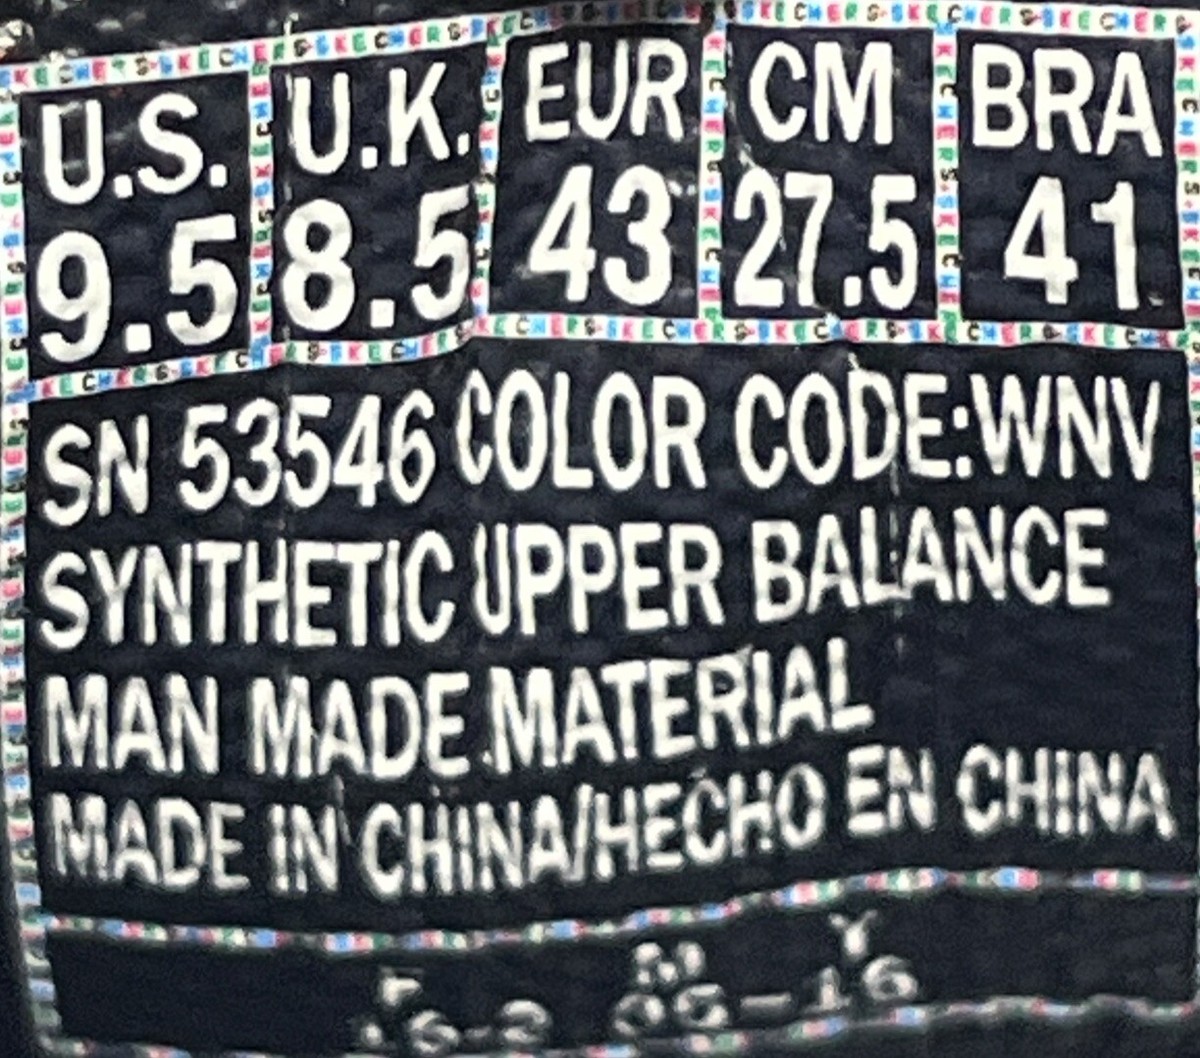 U.S. U.K. EUR CM BRA
9.5 8.5 43 27.5 41
SN 53546 COLOR CODE:WNV
SYNTHETIC UPPER BALANCE
MAN MADE MATERIAL
MADE IN CHINA/HECHO EN CHINA
F M Y